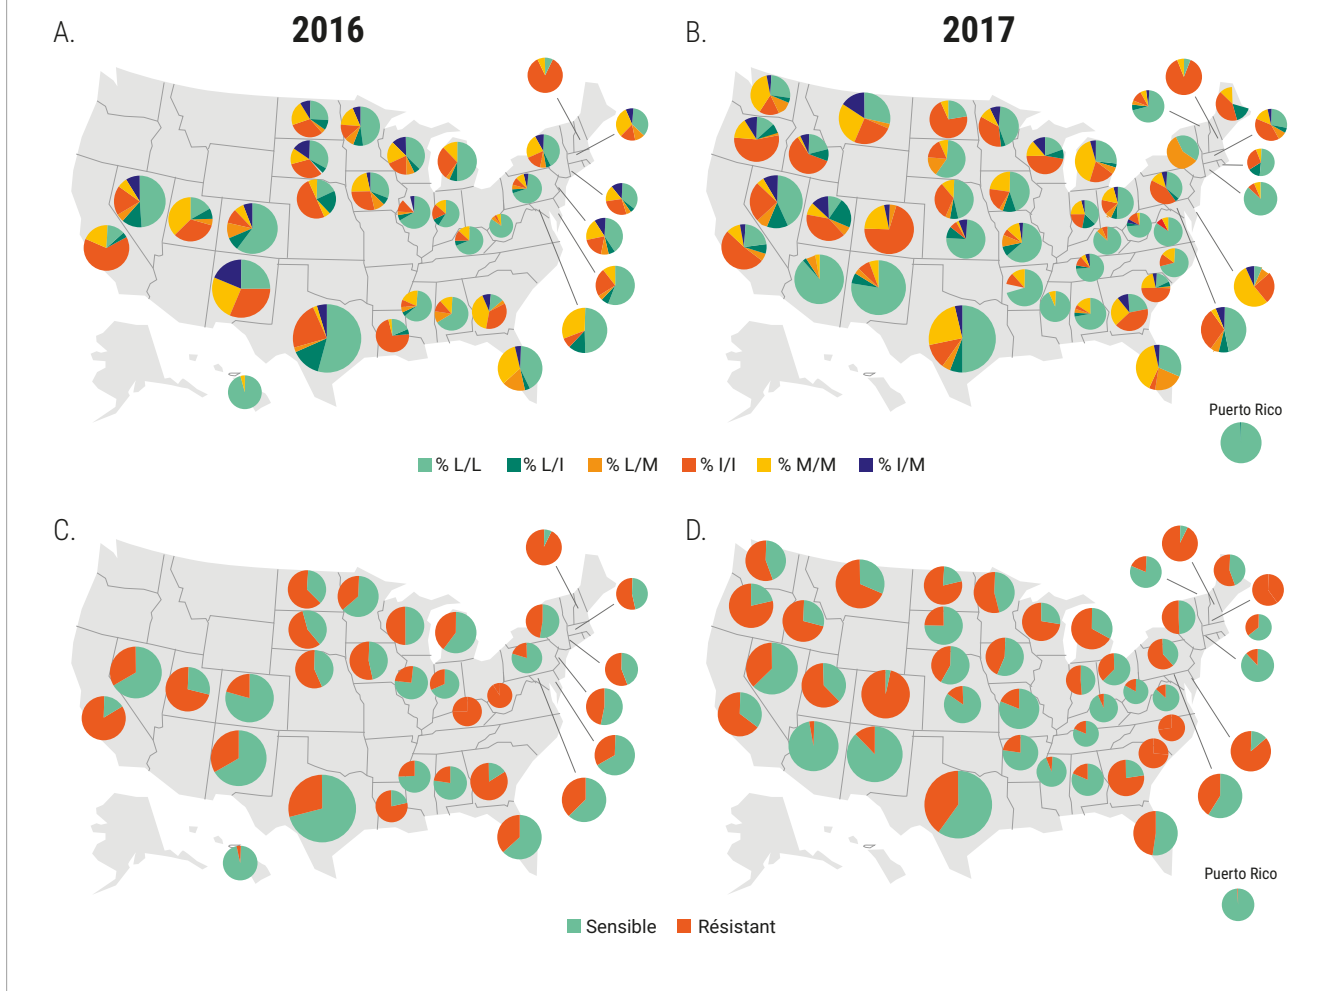 A.
2016
B.
2017
Puerto Rico
% L/L
% L/I
% L/M
% I/I
% M/M
% I/M
C.
D.
Puerto Rico
Sensible
Résistant